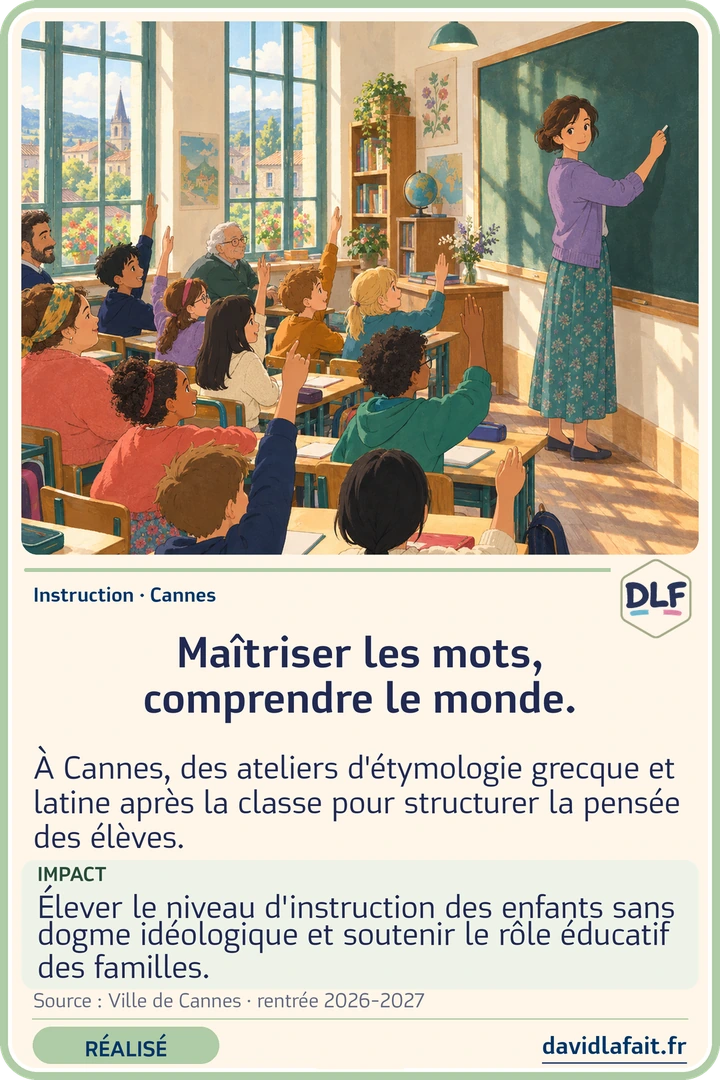 Instruction · Cannes
DLF
Maîtriser les mots,
comprendre le monde.
À Cannes, des ateliers d'étymologie grecque et
latine après la classe pour structurer la pensée
des élèves.
IMPACT
Élever le niveau d'instruction des enfants sans
dogme idéologique et soutenir le rôle éducatif
des familles.
Source : Ville de Cannes · rentrée 2026-2027
RÉALISÉ
davidlafait.fr